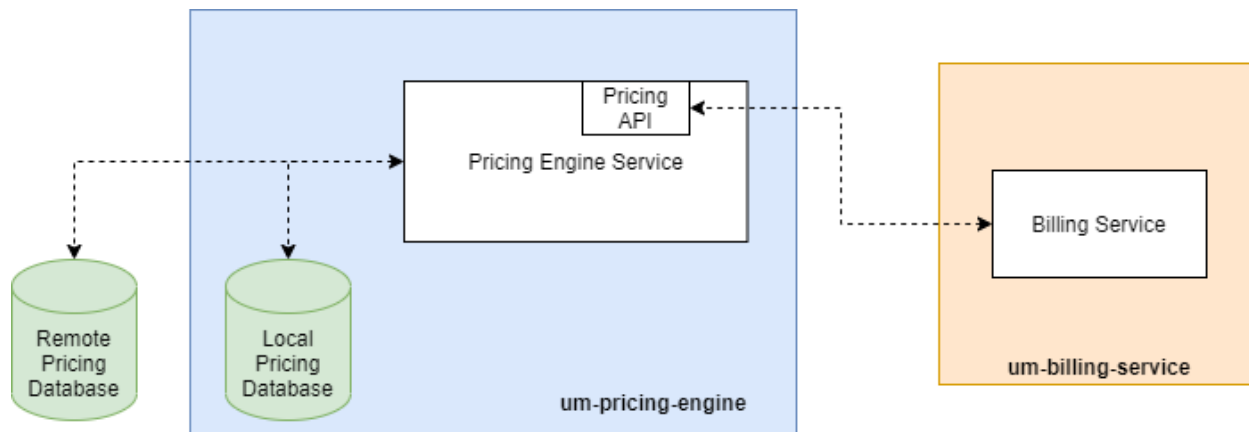 Pricing
API
Pricing Engine Service
Billing Service
Remote
Pricing
Database
Local
Pricing
Database
um-pricing-engine
um-billing-service